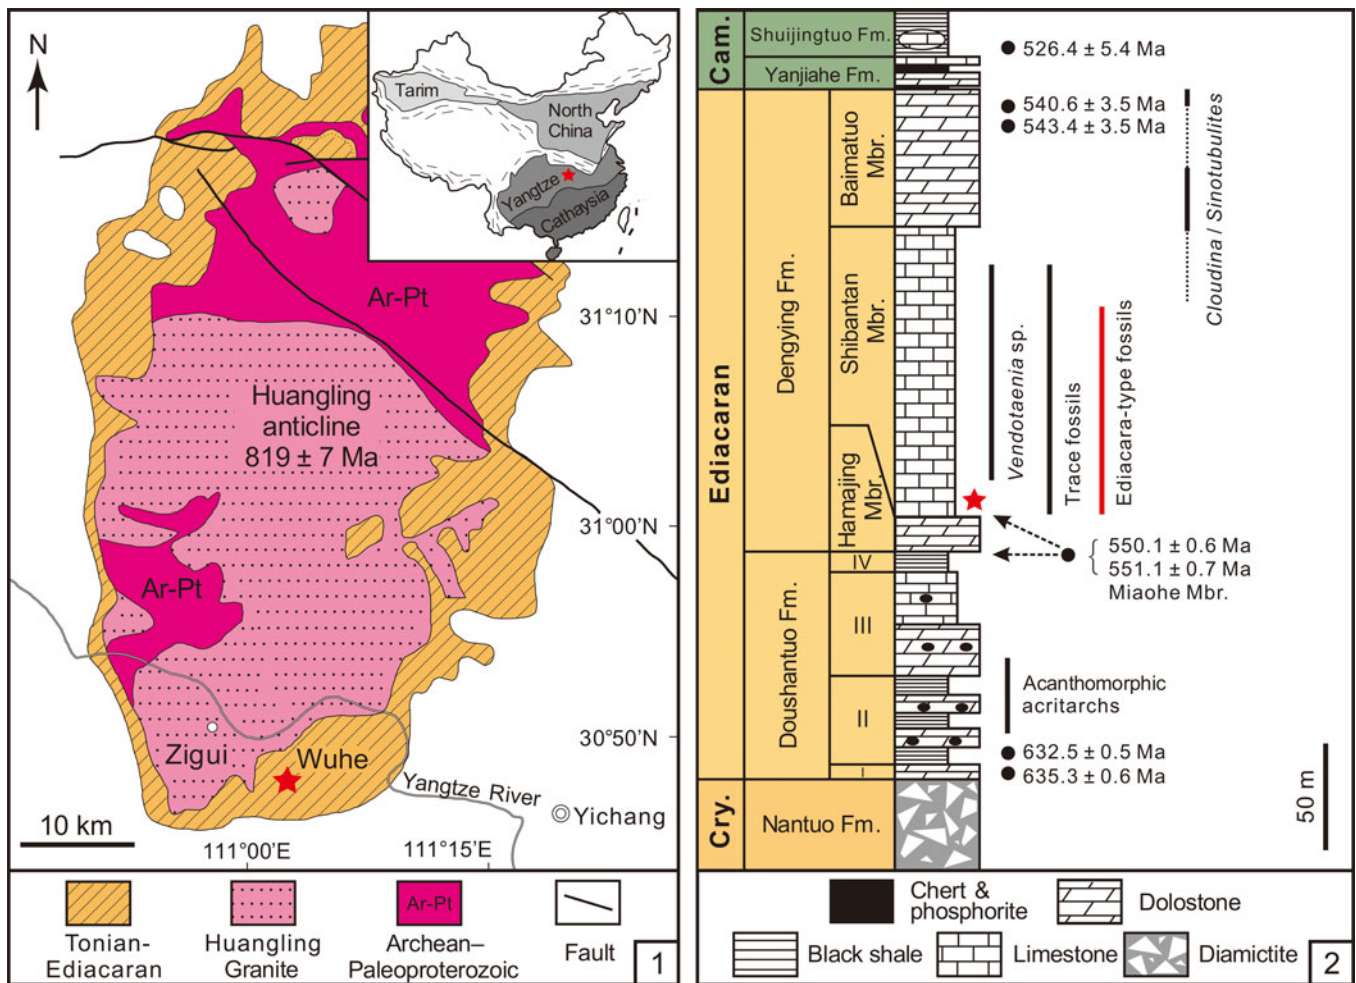 N
Tarim
North
China
Yangtze
Cathaysia
Ar-Pt
31°10'N
Huangling
anticline
819 ± 7 Ma
31°00'N
Ar-Pt
30°50'N
Zigui
Wuhe
Yangtze River
Yichang
10 km
111°00'E
111°15'E
Tonian-
Ediacaran
Huangling
Granite
Ar-Pt
Archean–
Paleoproterozoic
Fault
1
Cam.
Ediacaran
Cry.
Shuijingtuo Fm.
Yanjiahe Fm.
Dengying Fm.
Baimatuo
Mbr.
Shibantan
Mbr.
Hamajing
Mbr.
Doushantuo Fm.
IV
III
II
I
Nantuo Fm.
526.4 ± 5.4 Ma
540.6 ± 3.5 Ma
543.4 ± 3.5 Ma
Cloudina / Sinotubulites
Vendotaenia sp.
Trace fossils
Ediacara-type fossils
550.1 ± 0.6 Ma
551.1 ± 0.7 Ma
Miaohe Mbr.
Acanthomorphic
acritarchs
632.5 ± 0.5 Ma
635.3 ± 0.6 Ma
50 m
Chert &
phosphorite
Dolostone
Black shale
Limestone
Diamictite
2